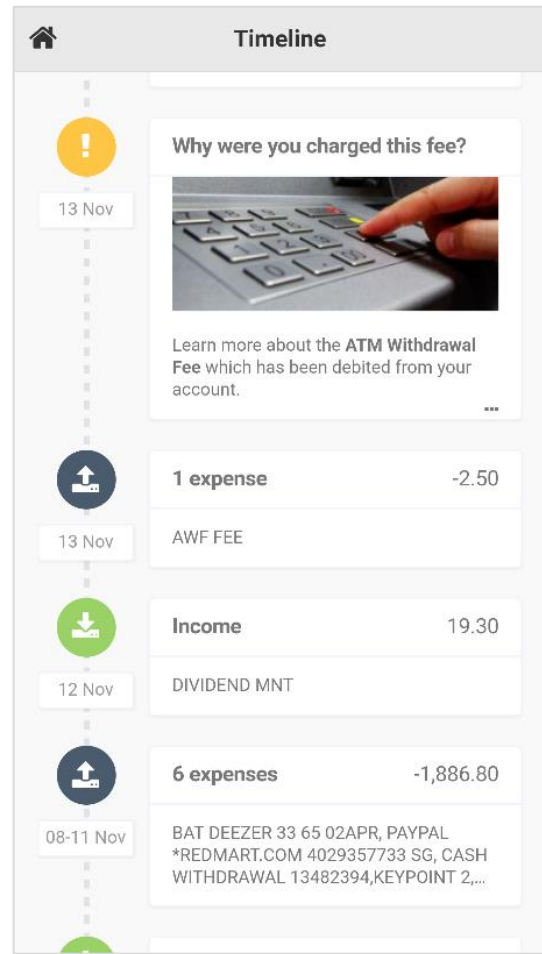 Timeline
Why were you charged this fee?
13 Nov
Learn more about the ATM Withdrawal
Fee which has been debited from your
account.
1 expense -2.50
13 Nov
AWF FEE
Income 19.30
12 Nov
DIVIDEND MNT
6 expenses -1,886.80
08-11 Nov
BAT DEEZER 33 65 02APR, PAYPAL
*REDMART.COM 4029357733 SG, CASH
WITHDRAWAL 13482394,KEYPOINT 2,...